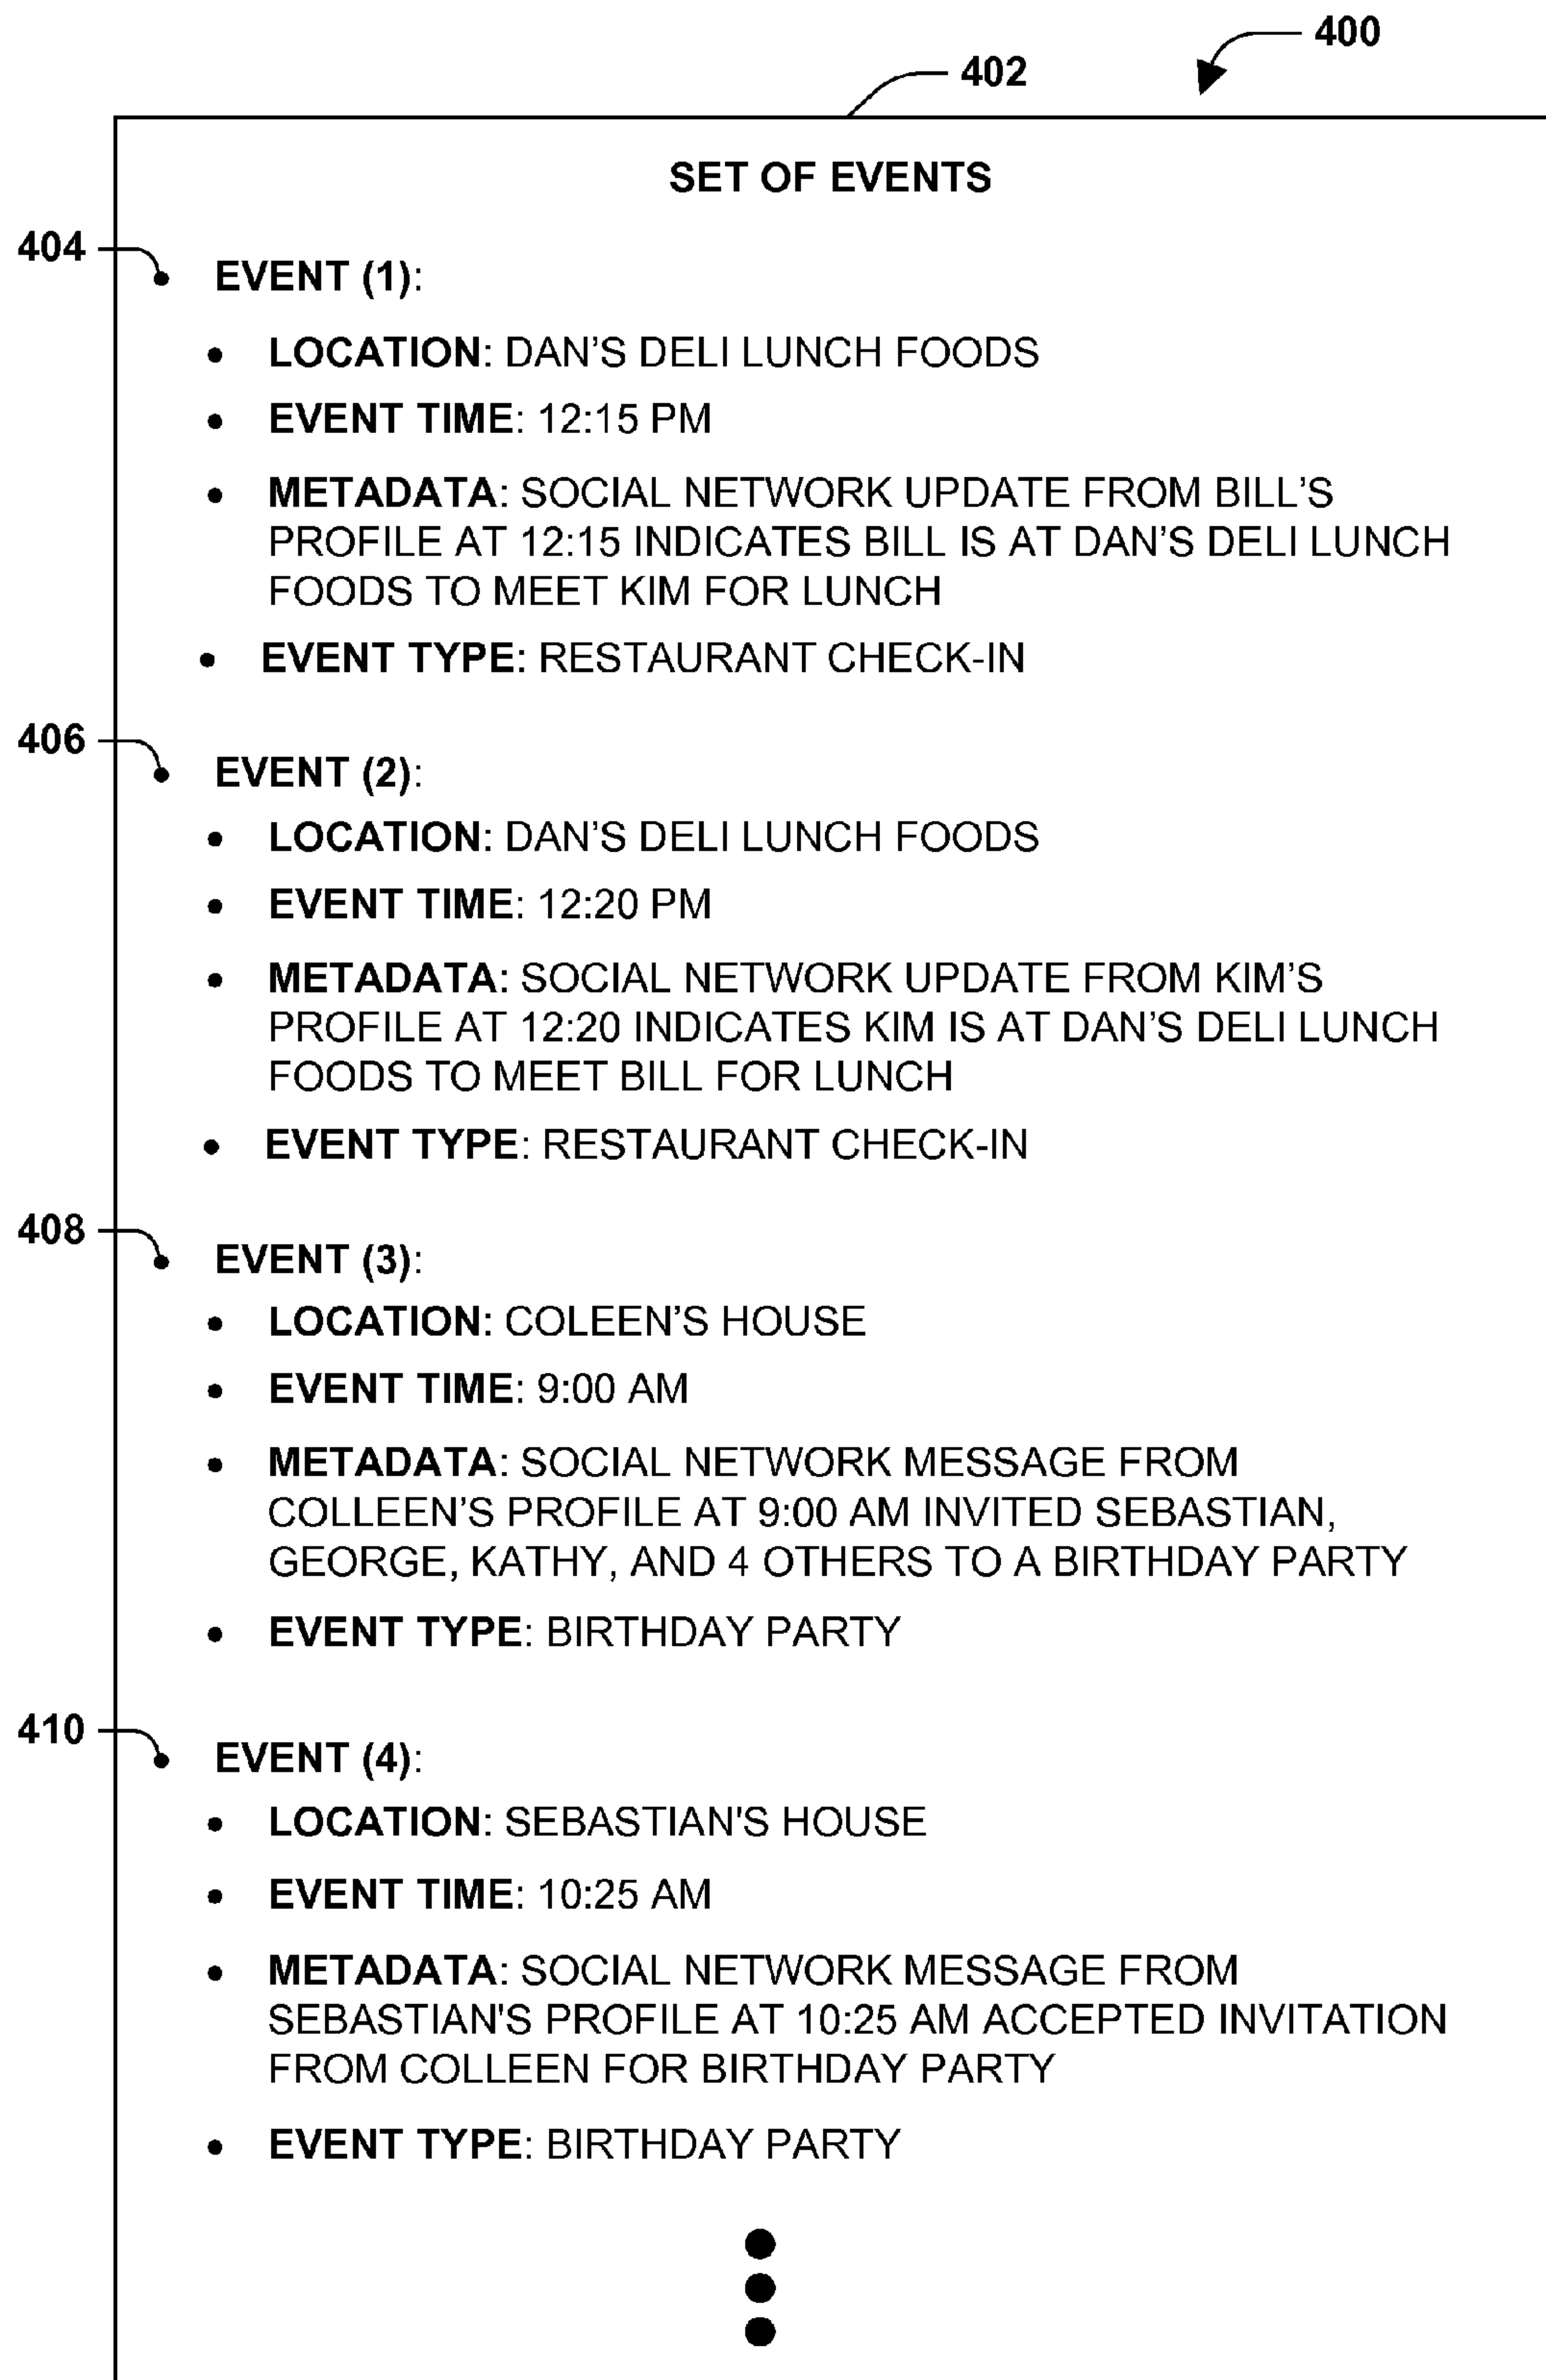 400
402
SET OF EVENTS
404
EVENT (1):
• LOCATION: DAN'S DELI LUNCH FOODS
• EVENT TIME: 12:15 PM
• METADATA: SOCIAL NETWORK UPDATE FROM BILL'S
PROFILE AT 12:15 INDICATES BILL IS AT DAN'S DELI LUNCH
FOODS TO MEET KIM FOR LUNCH
• EVENT TYPE: RESTAURANT CHECK-IN
406
EVENT (2):
• LOCATION: DAN'S DELI LUNCH FOODS
• EVENT TIME: 12:20 PM
• METADATA: SOCIAL NETWORK UPDATE FROM KIM'S
PROFILE AT 12:20 INDICATES KIM IS AT DAN'S DELI LUNCH
FOODS TO MEET BILL FOR LUNCH
• EVENT TYPE: RESTAURANT CHECK-IN
408
EVENT (3):
• LOCATION: COLEEN'S HOUSE
• EVENT TIME: 9:00 AM
• METADATA: SOCIAL NETWORK MESSAGE FROM
COLLEEN'S PROFILE AT 9:00 AM INVITED SEBASTIAN,
GEORGE, KATHY, AND 4 OTHERS TO A BIRTHDAY PARTY
• EVENT TYPE: BIRTHDAY PARTY
410
EVENT (4):
• LOCATION: SEBASTIAN'S HOUSE
• EVENT TIME: 10:25 AM
• METADATA: SOCIAL NETWORK MESSAGE FROM
SEBASTIAN'S PROFILE AT 10:25 AM ACCEPTED INVITATION
FROM COLLEEN FOR BIRTHDAY PARTY
• EVENT TYPE: BIRTHDAY PARTY